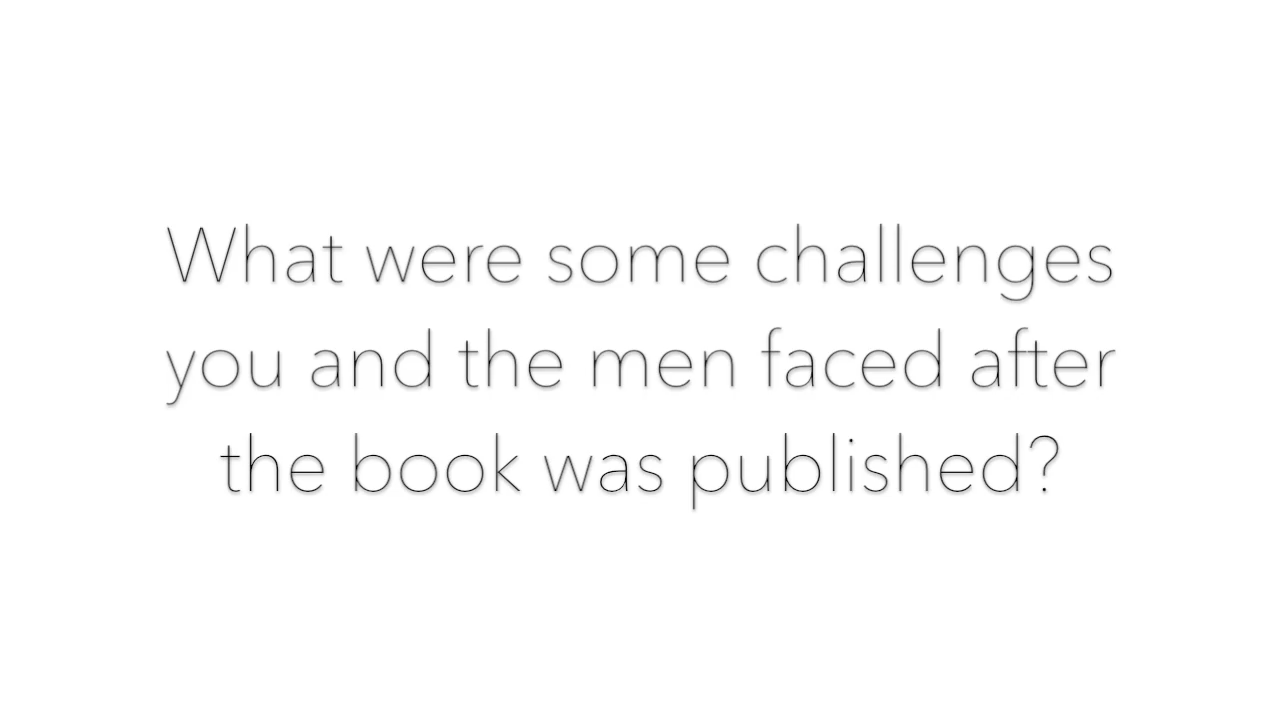 What were some challenges
you and the men faced after
the book was published?